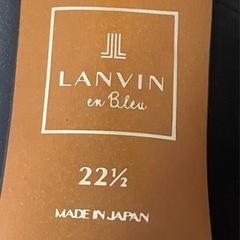 LANVIN
en Bleu
22½
MADE IN JAPAN